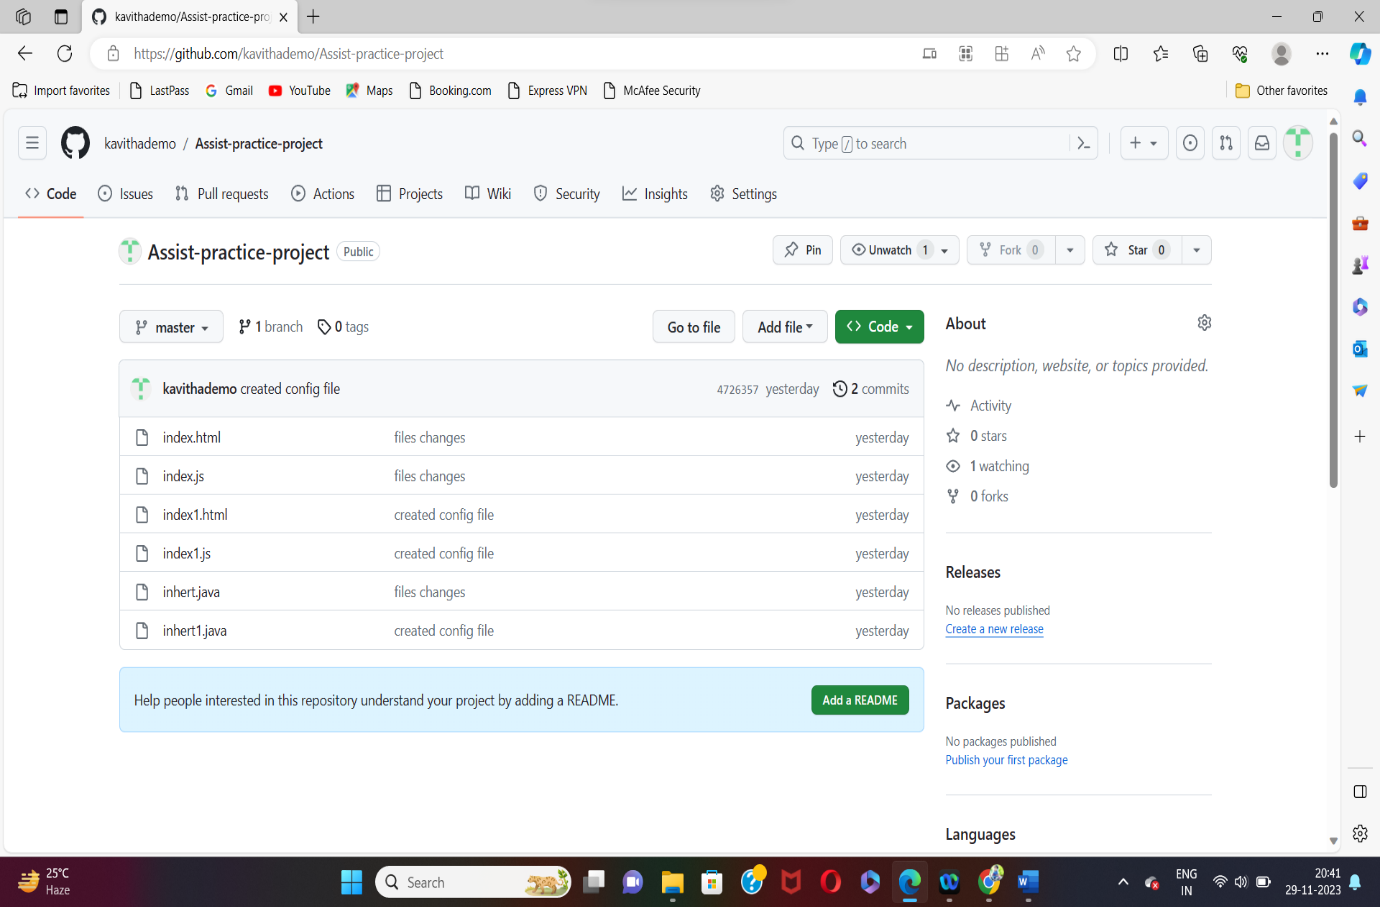 kavithademo/Assist-practice-pro
https://github.com/kavithademo/Assist-practice-project
Import favorites
LastPass
Gmail
YouTube
Maps
Booking.com
Express VPN
McAfee Security
Other favorites
kavithademo / Assist-practice-project
Type / to search
Code
Issues
Pull requests
Actions
Projects
Wiki
Security
Insights
Settings
Assist-practice-project Public
Pin
Unwatch 1
Fork 0
Star 0
master
1 branch
0 tags
Go to file
Add file
Code
kavithademo created config file 4726357 yesterday 2 commits
index.html files changes yesterday
index.js files changes yesterday
index1.html created config file yesterday
index1.js created config file yesterday
inhert.java files changes yesterday
inhert1.java created config file yesterday
Help people interested in this repository understand your project by adding a README.
Add a README
About
No description, website, or topics provided.
Activity
0 stars
1 watching
0 forks
Releases
No releases published
Create a new release
Packages
No packages published
Publish your first package
Languages
25°C
Haze
Search
ENG
IN
20:41
29-11-2023